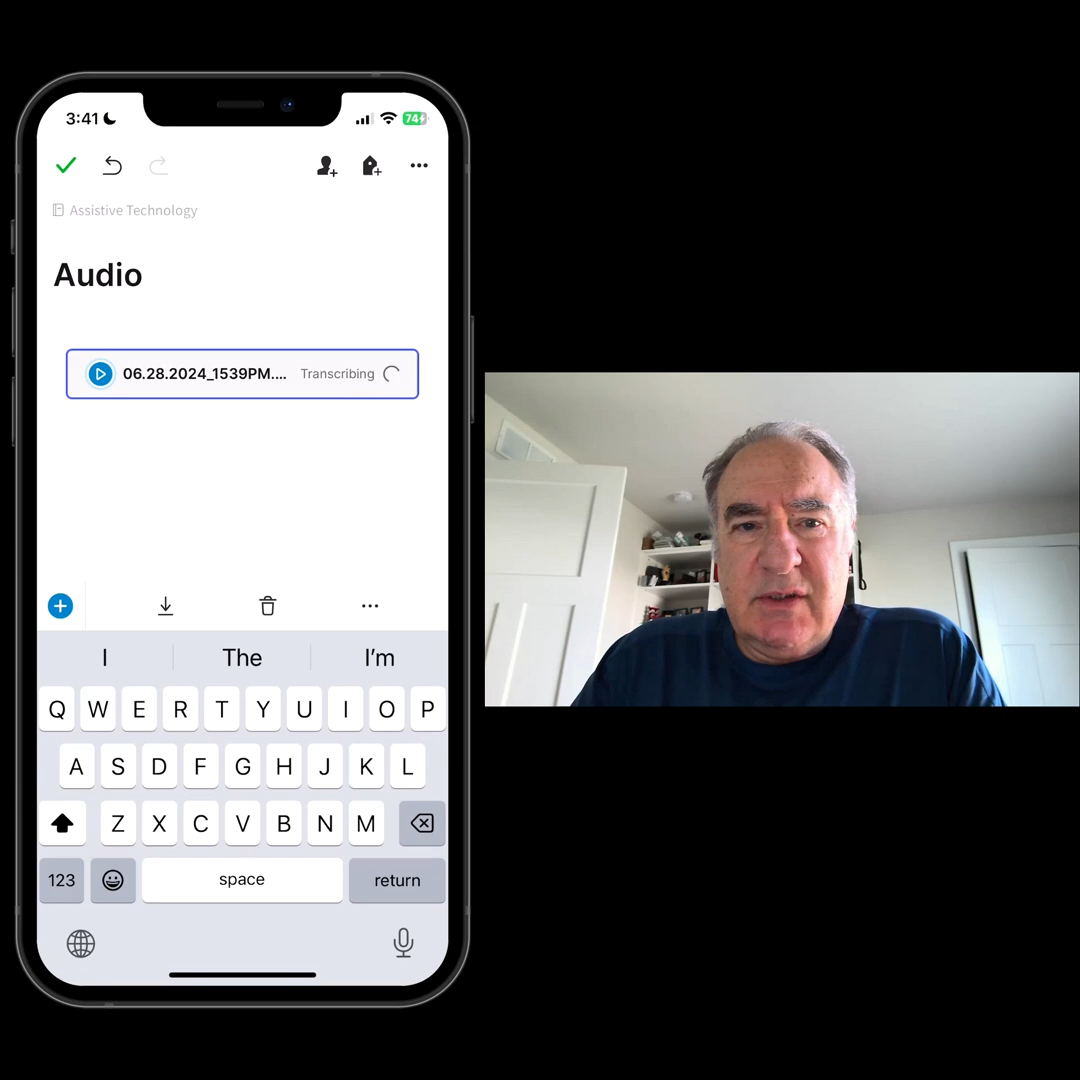 3:41
74
Assistive Technology
Audio
06.28.2024_1539PM.... Transcribing
I The I'm
Q W E R T Y U I O P
A S D F G H J K L
Z X C V B N M
123 space return